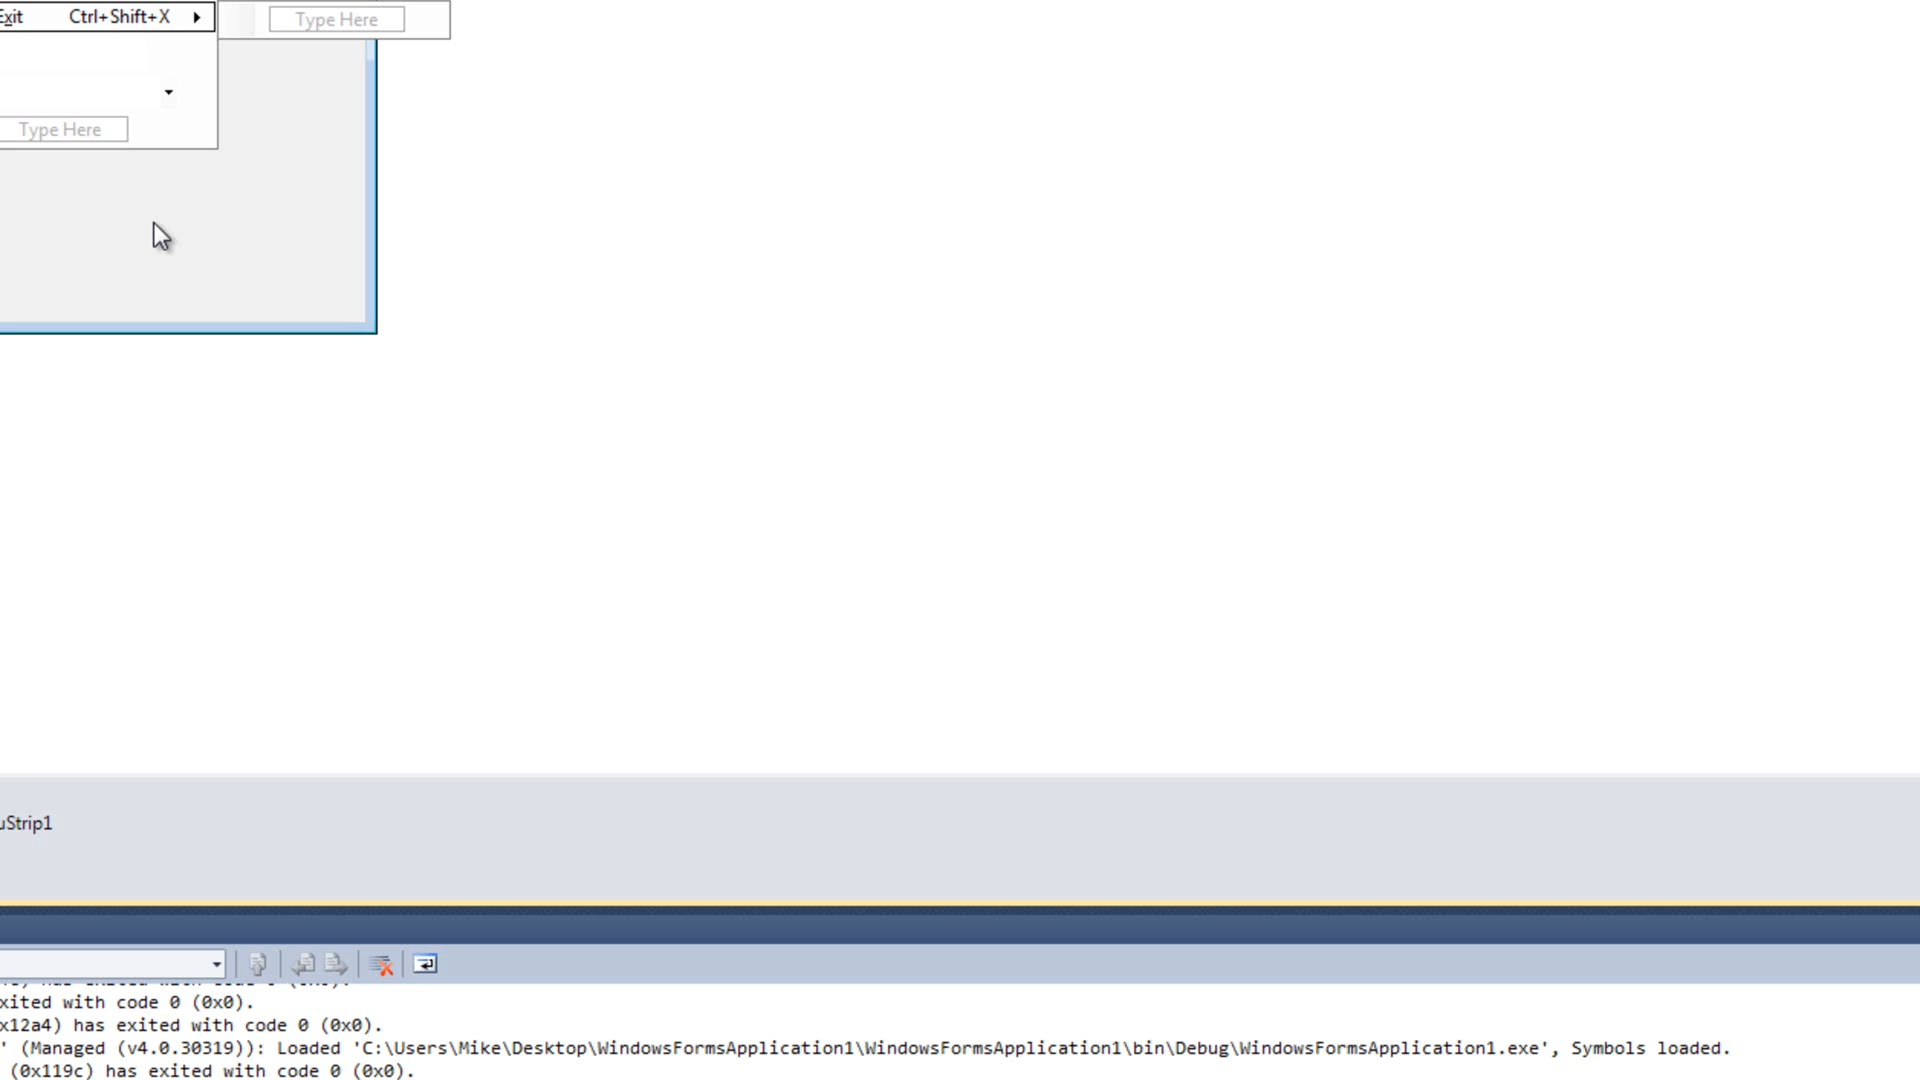 Exit Ctrl+Shift+X
Type Here
Type Here
uStrip1
xited with code 0 (0x0).
x12a4) has exited with code 0 (0x0).
' (Managed (v4.0.30319)): Loaded 'C:\Users\Mike\Desktop\WindowsFormsApplication1\WindowsFormsApplication1\bin\Debug\WindowsFormsApplication1.exe', Symbols loaded.
(0x119c) has exited with code 0 (0x0).